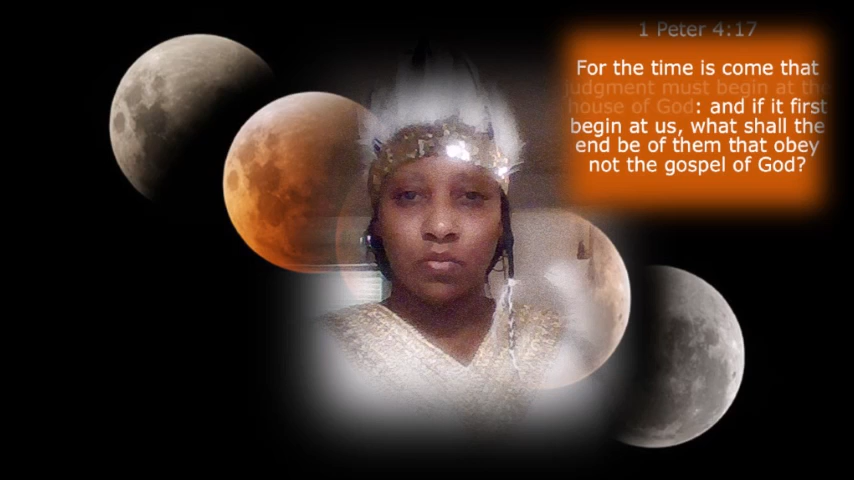 1 Peter 4:17
For the time is come that
judgment must begin at the
house of God: and if it first
begin at us, what shall the
end be of them that obey
not the gospel of God?